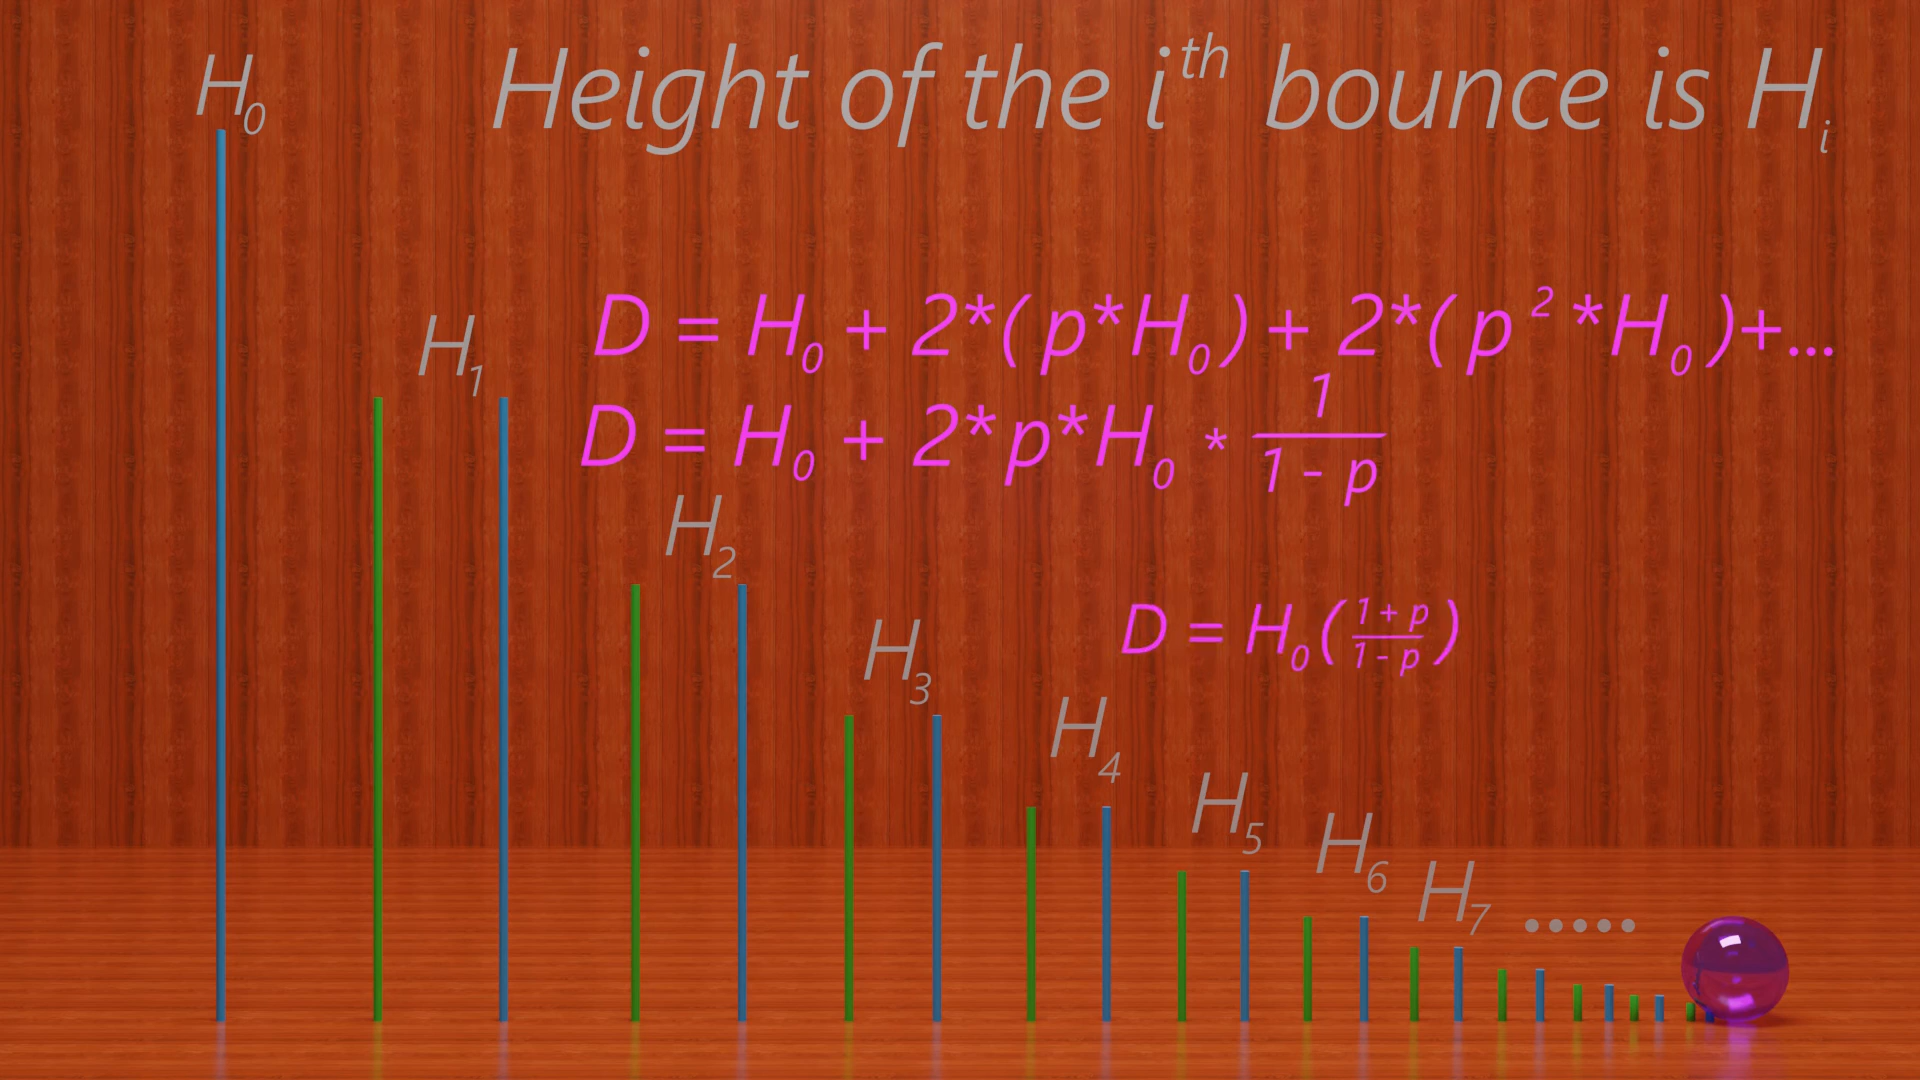 H₀
Height of the iᵗʰ bounce is Hᵢ
H₁
D = H₀ + 2*(p*H₀) + 2*(p²*H₀)+...
D = H₀ + 2*p*H₀ * 1/(1 - p)
H₂
D = H₀((1 + p)/(1 - p))
H₃
H₄
H₅
H₆
H₇ .....